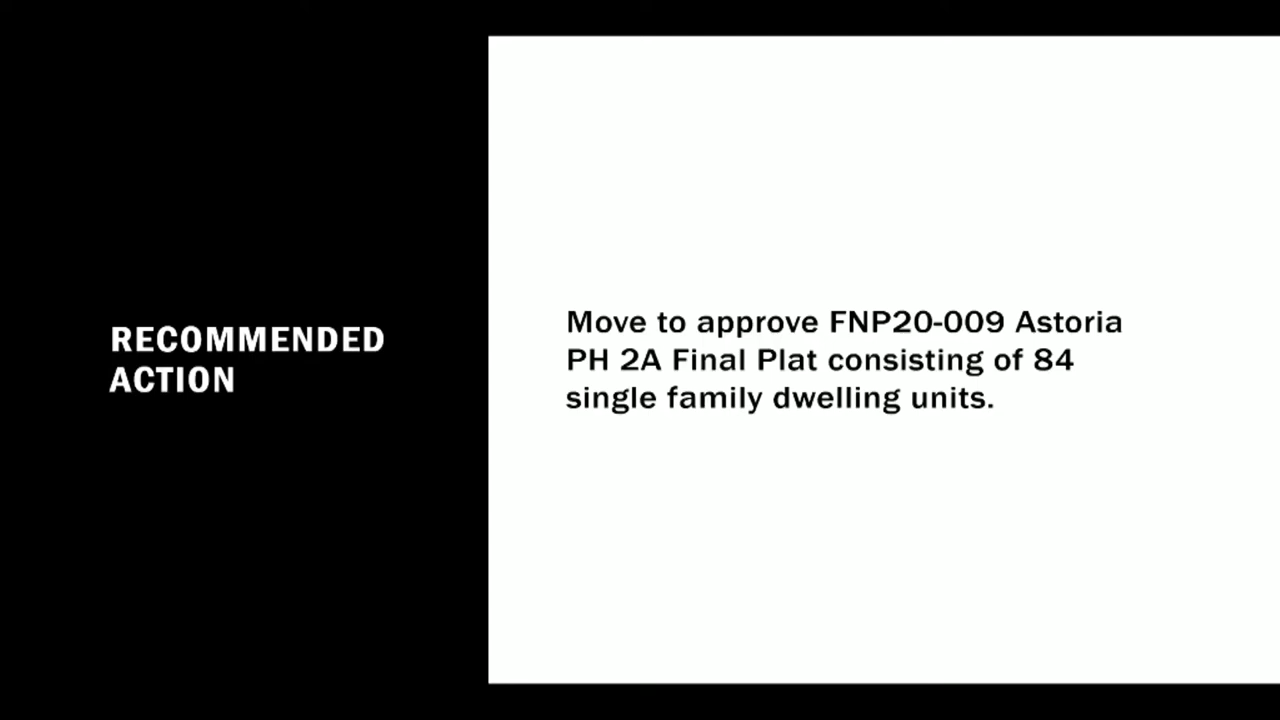 RECOMMENDED
ACTION
Move to approve FNP20-009 Astoria
PH 2A Final Plat consisting of 84
single family dwelling units.